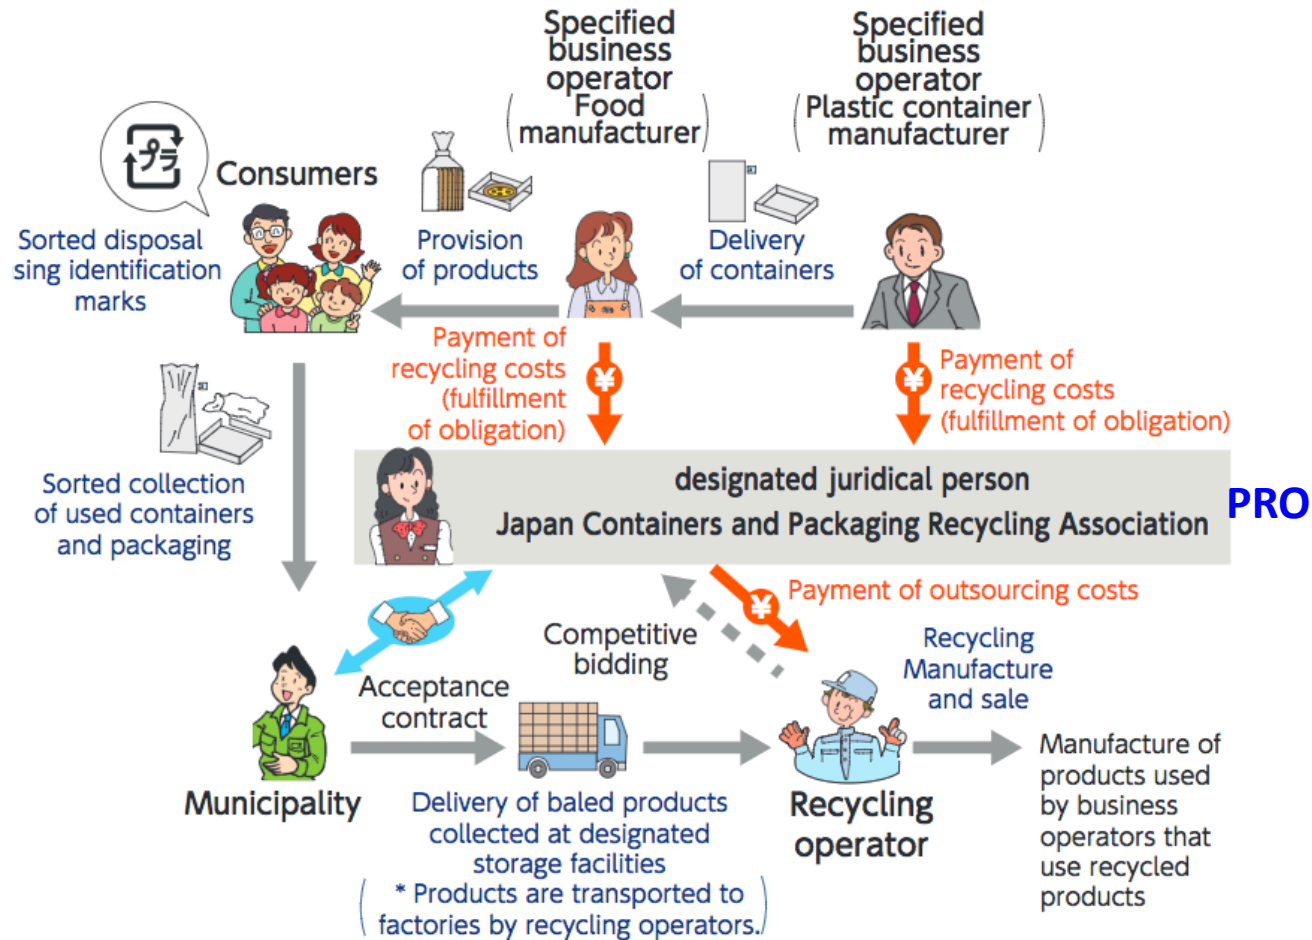 Specified
business
operator
(Food
manufacturer)
Specified
business
operator
(Plastic container
manufacturer)
プラ
Consumers
Sorted disposal
sing identification
marks
Provision
of products
Delivery
of containers
Payment of
recycling costs
(fulfillment
of obligation)
¥
¥
Payment of
recycling costs
(fulfillment of obligation)
Sorted collection
of used containers
and packaging
designated juridical person
Japan Containers and Packaging Recycling Association
PRO
¥
Payment of outsourcing costs
Competitive
bidding
Recycling
Manufacture
and sale
Acceptance
contract
Municipality
Delivery of baled products
collected at designated
storage facilities
(* Products are transported to
factories by recycling operators.)
Recycling
operator
Manufacture of
products used
by business
operators that
use recycled
products